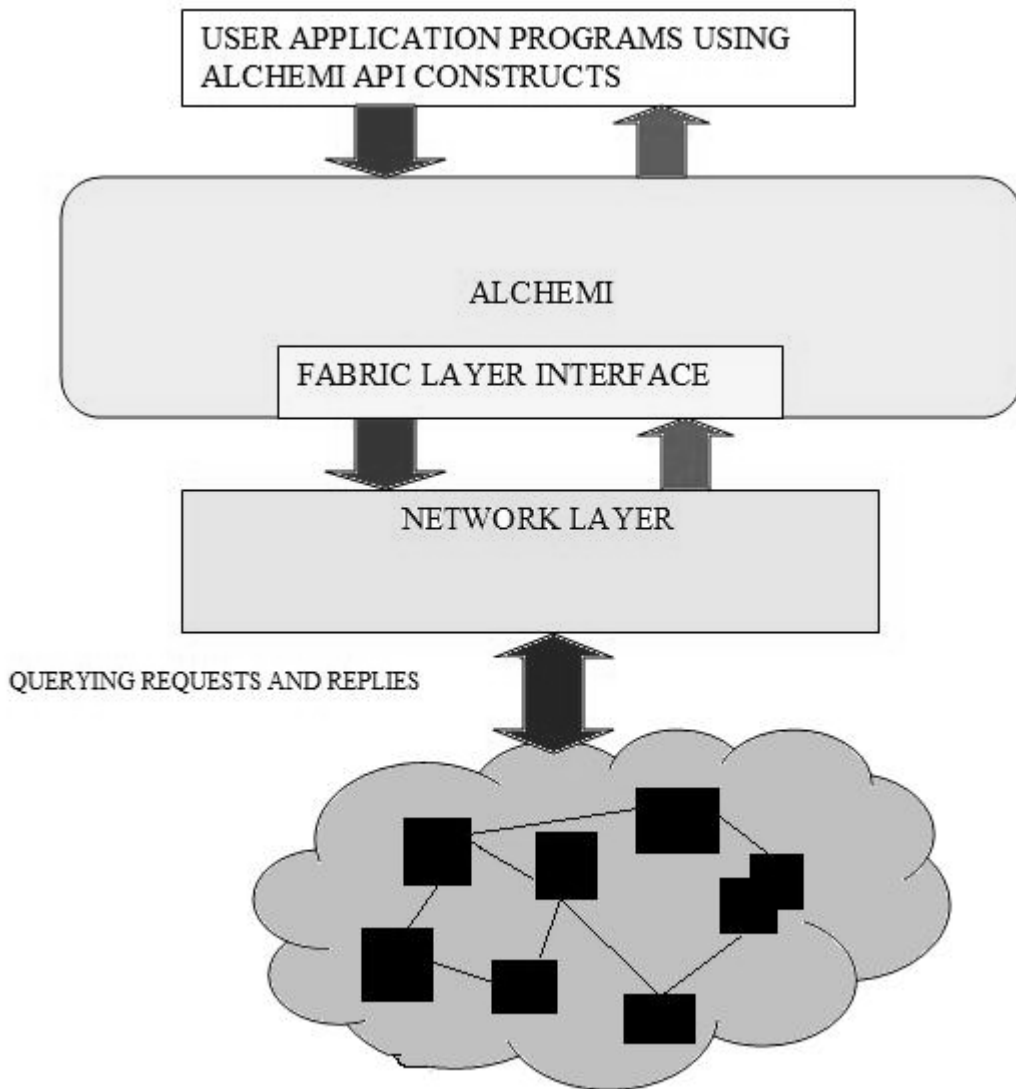 USER APPLICATION PROGRAMS USING
ALCHEMI API CONSTRUCTS
ALCHEMI
FABRIC LAYER INTERFACE
NETWORK LAYER
QUERYING REQUESTS AND REPLIES